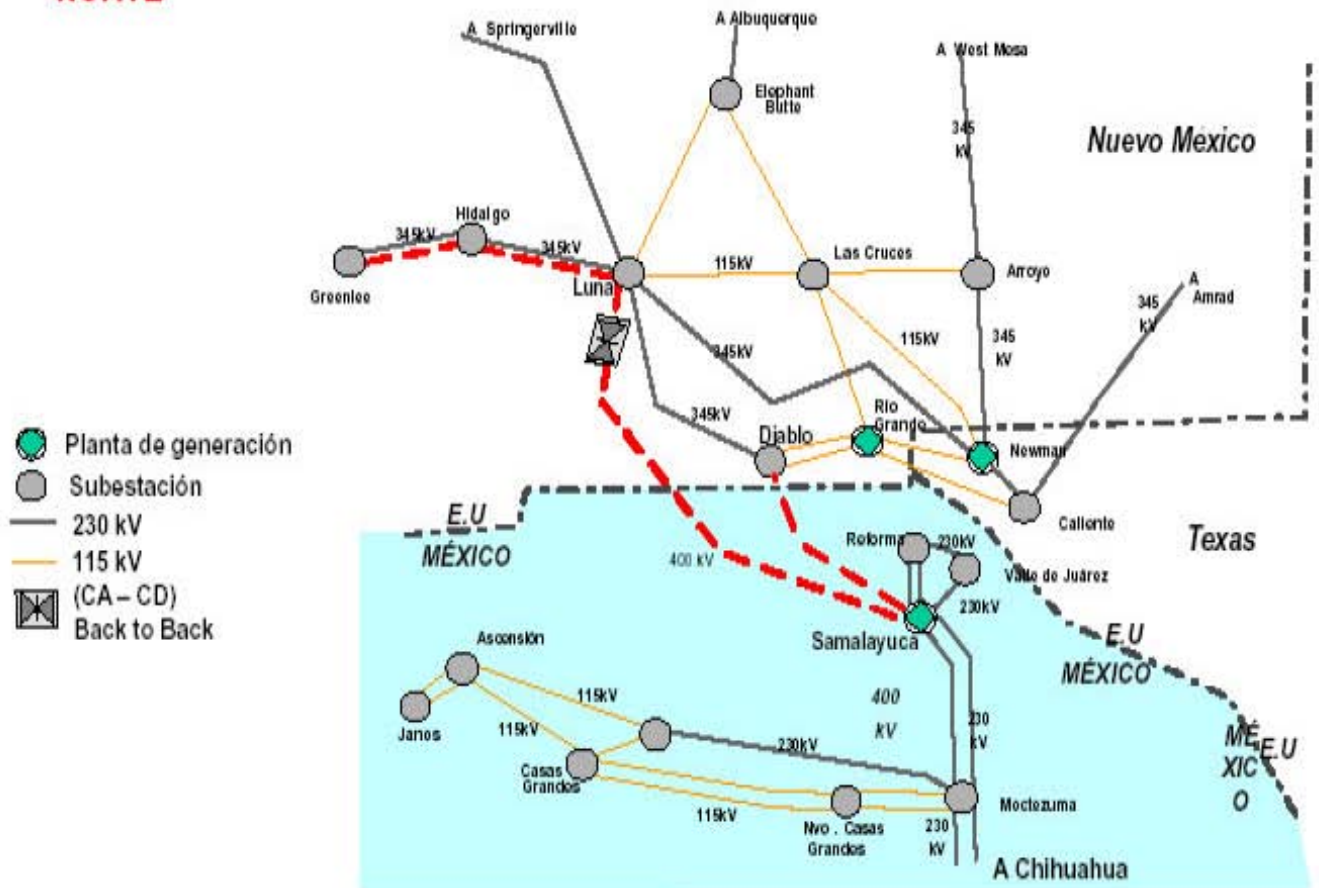 A Springerville
A Albuquerque
A West Mesa
Elephant
Butte
345
kV
Nuevo México
Hidalgo
345kV
345kV
Greenlee
Luna
115kV
Las Cruces
Arroyo
A
Amrad
345
kV
345kV
115kV
345
kV
345kV
Diablo
Río
Grande
Newman
Caliente
Texas
Planta de generación
Subestación
230 kV
115 kV
(CA – CD)
Back to Back
E.U
MÉXICO
400 kV
Reforma
230kV
Valle de Juárez
230kV
Samalayuca
E.U
MÉXICO
Ascensión
115kV
Janos
115kV
400
kV
230
kV
230kV
MÉ
XIC
O
E.U
Casas
Grandes
115kV
Nvo . Casas
Grandes
Moctezuma
230
kV
A Chihuahua